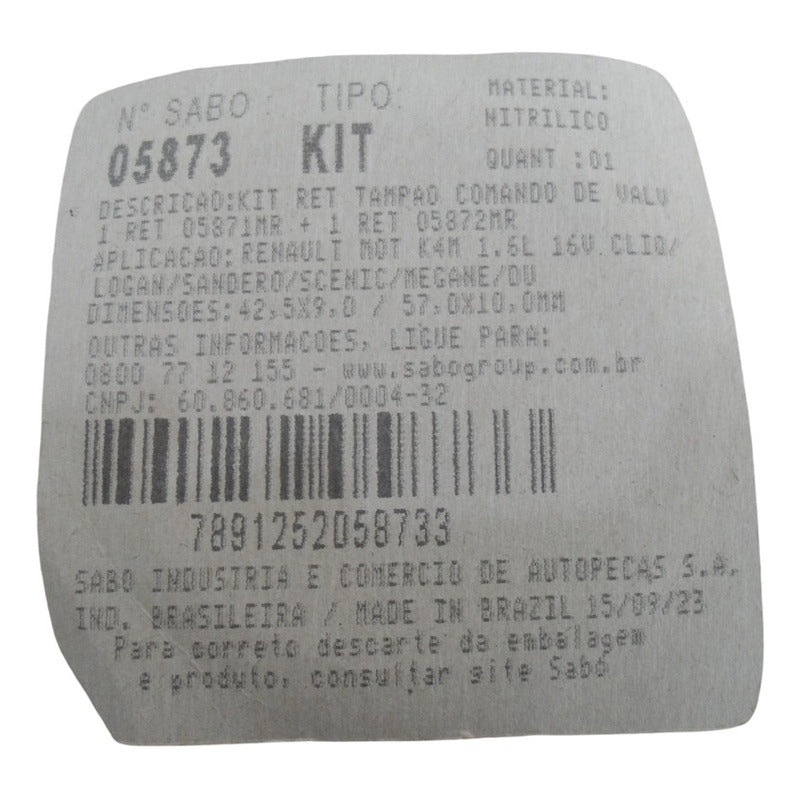 Nº SABO : TIPO: MATERIAL:
05873 KIT NITRILICO
QUANT :01
DESCRICAO:KIT RET TAMPAO COMANDO DE VALV
1 RET 05871MR + 1 RET 05872MR
APLICACAO: RENAULT MOT K4M 1.6L 16V CLIO/
LOGAN/SANDERO/SCENIC/MEGANE/DU
DIMENSOES:42,5X9,0 / 57,0X10,0MM
OUTRAS INFORMACOES, LIGUE PARA:
0800 77 12 155 - www.sabogroup.com.br
CNPJ: 60.860.681/0004-32
7891252058733
SABO INDUSTRIA E COMERCIO DE AUTOPECAS S.A.
IND. BRASILEIRA / MADE IN BRAZIL 15/09/23
Para correto descarte da embalagem
e produto, consultar site Sabó